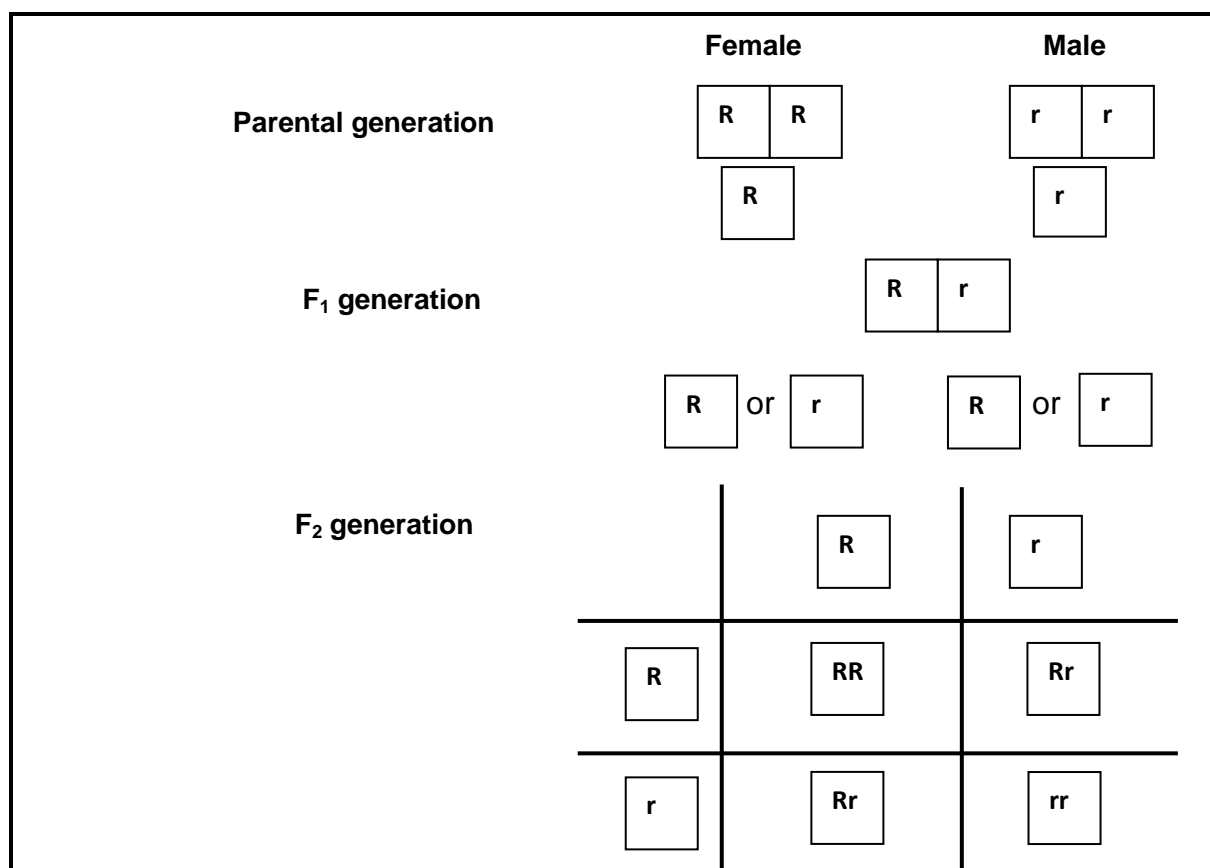 Female Male
Parental generation R R r r
R r
F₁ generation R r
R or r R or r
F₂ generation R r
R RR Rr
r Rr rr